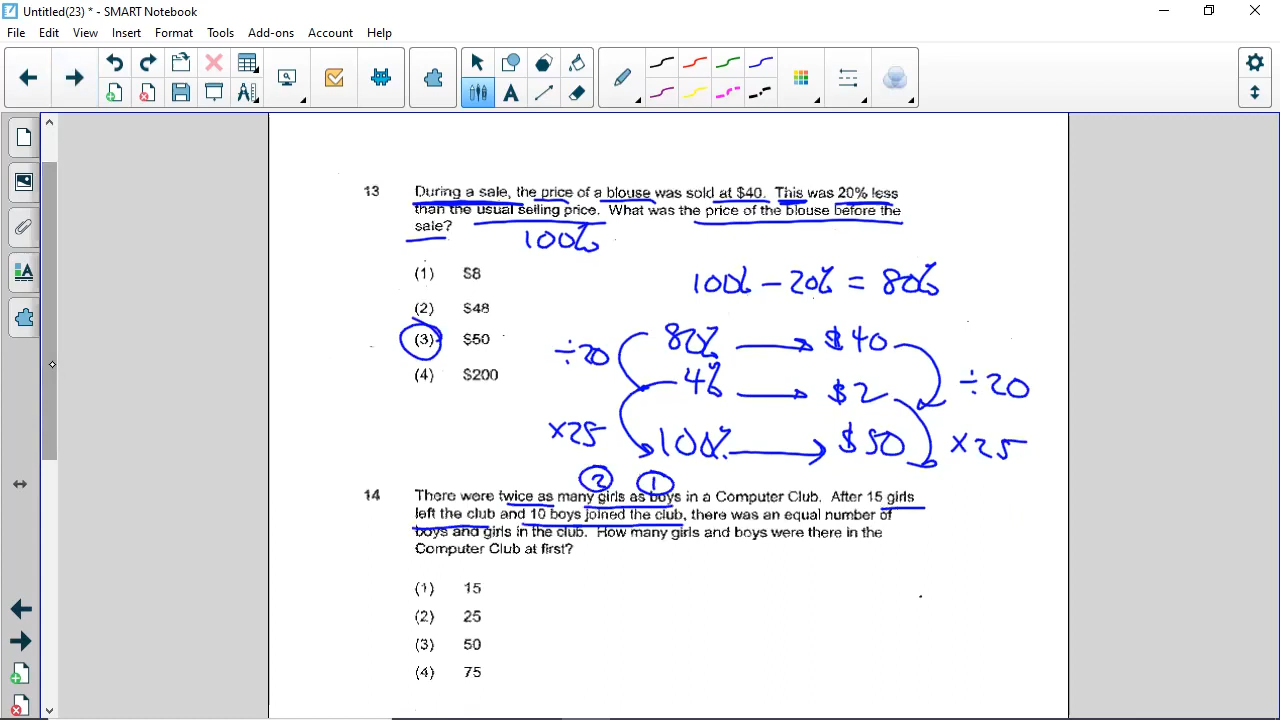 Untitled(23) * - SMART Notebook
File Edit View Insert Format Tools Add-ons Account Help
13 During a sale, the price of a blouse was sold at $40. This was 20% less
than the usual selling price. What was the price of the blouse before the
sale?
100%
(1) $8
100% - 20% = 80%
(2) $48
(3) $50
÷20 80% → $40
(4) $200
4% → $2 ÷20
×25 100% → $50 ×25
2 1
14 There were twice as many girls as boys in a Computer Club. After 15 girls
left the club and 10 boys joined the club, there was an equal number of
boys and girls in the club. How many girls and boys were there in the
Computer Club at first?
(1) 15
(2) 25
(3) 50
(4) 75